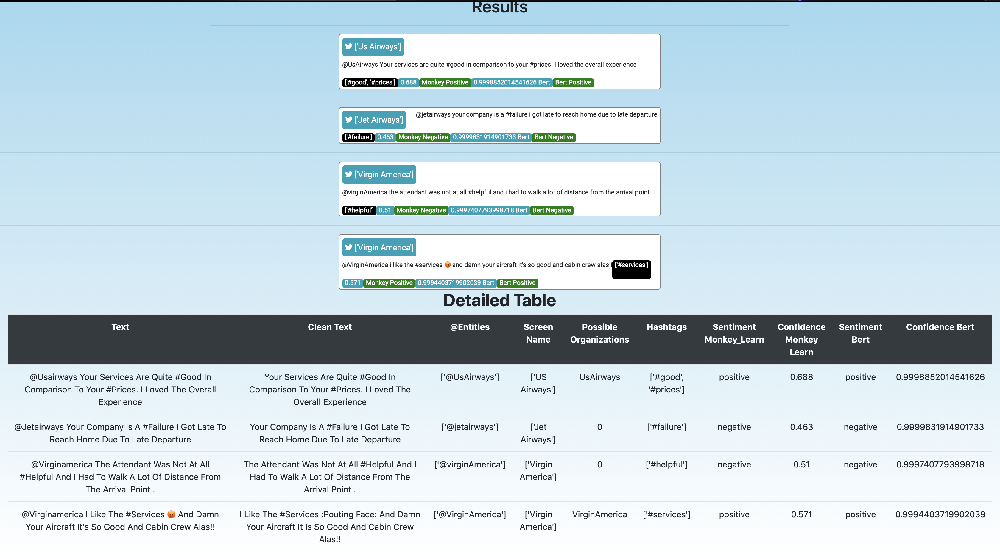 Results
['Us Airways']
@UsAirways Your services are quite #good in comparison to your #prices. I loved the overall experience
['#good', '#prices'] 0.688 Monkey Positive 0.9998852014541626 Bert Bert Positive
['Jet Airways'] @jetairways your company is a #failure i got late to reach home due to late departure
['#failure'] 0.463 Monkey Negative 0.9999831914901733 Bert Bert Negative
['Virgin America']
@virginAmerica the attendant was not at all #helpful and i had to walk a lot of distance from the arrival point .
['#helpful'] 0.51 Monkey Negative 0.9997407793998718 Bert Bert Negative
['Virgin America']
@VirginAmerica i like the #services 😡 and damn your aircraft it's so good and cabin crew alas!! ['#services']
0.571 Monkey Positive 0.9994403719902039 Bert Bert Positive
Detailed Table
Text Clean Text @Entities Screen Possible Hashtags Sentiment Confidence Sentiment Confidence Bert
Name Organizations Monkey_Learn Monkey Bert
Learn
@Usairways Your Services Are Quite #Good In Your Services Are Quite #Good In ['@UsAirways'] ['US UsAirways ['#good', positive 0.688 positive 0.9998852014541626
Comparison To Your #Prices. I Loved The Overall Comparison To Your #Prices. I Loved The Airways'] '#prices']
Experience Overall Experience
@Jetairways Your Company Is A #Failure I Got Late To Your Company Is A #Failure I Got Late To ['@jetairways'] ['Jet 0 ['#failure'] negative 0.463 negative 0.9999831914901733
Reach Home Due To Late Departure Reach Home Due To Late Departure Airways']
@Virginamerica The Attendant Was Not At All The Attendant Was Not At All #Helpful And I ['@virginAmerica'] ['Virgin 0 ['#helpful'] negative 0.51 negative 0.9997407793998718
#Helpful And I Had To Walk A Lot Of Distance From Had To Walk A Lot Of Distance From The America']
The Arrival Point . Arrival Point .
@Virginamerica I Like The #Services 😡 And Damn I Like The #Services :Pouting Face: And Damn ['@VirginAmerica'] ['Virgin VirginAmerica ['#services'] positive 0.571 positive 0.9994403719902039
Your Aircraft It's So Good And Cabin Crew Alas!! Your Aircraft It Is So Good And Cabin Crew America']
Alas!!